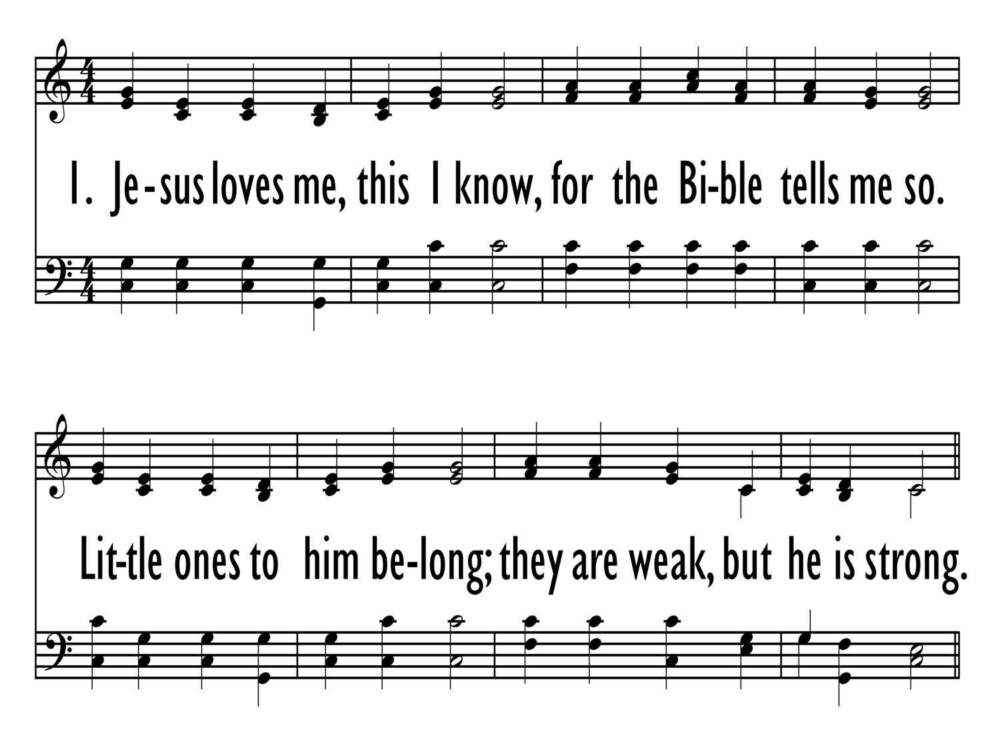 1. Je-sus loves me, this I know, for the Bi-ble tells me so.
Lit-tle ones to him be-long; they are weak, but he is strong.